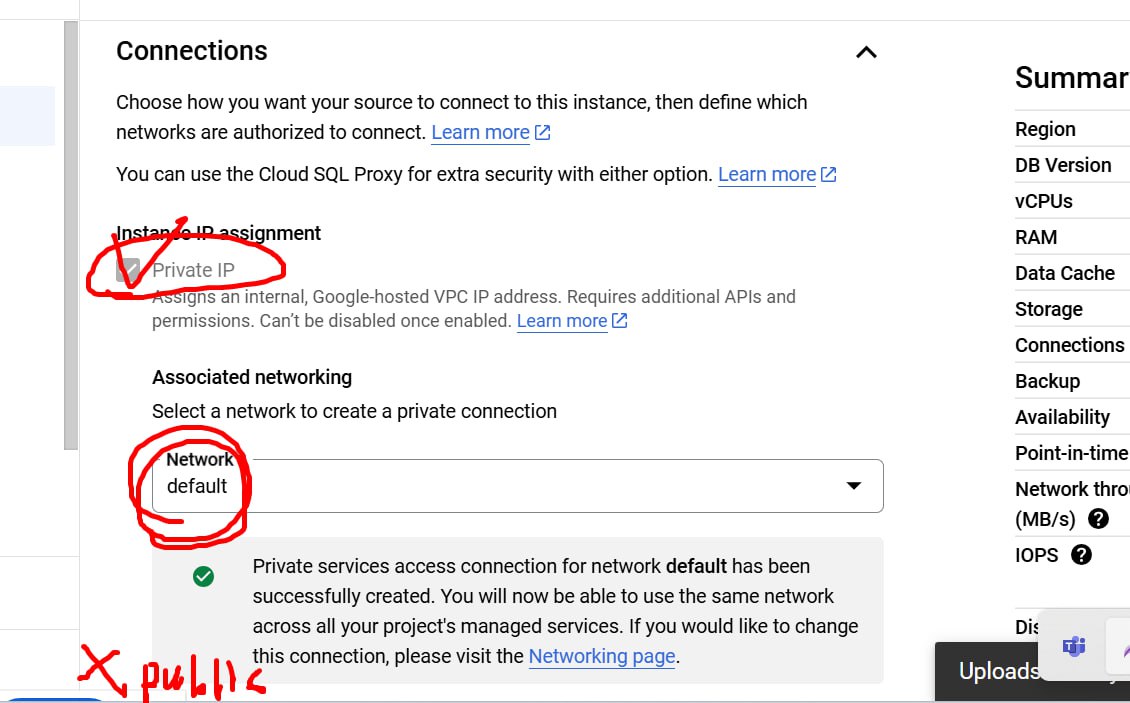 Connections
Choose how you want your source to connect to this instance, then define which
networks are authorized to connect. Learn more
You can use the Cloud SQL Proxy for extra security with either option. Learn more
Instance IP assignment
Private IP
Assigns an internal, Google-hosted VPC IP address. Requires additional APIs and
permissions. Can’t be disabled once enabled. Learn more
Associated networking
Select a network to create a private connection
Network
default
Private services access connection for network default has been
successfully created. You will now be able to use the same network
across all your project's managed services. If you would like to change
this connection, please visit the Networking page.
X public
Summar
Region
DB Version
vCPUs
RAM
Data Cache
Storage
Connections
Backup
Availability
Point-in-time
Network thro
(MB/s)
IOPS
Dis
Uploads